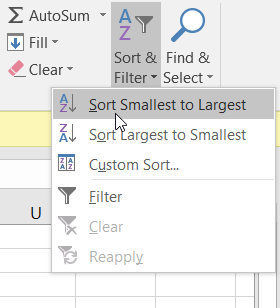 AutoSum
Fill
Clear
Sort & Filter
Find & Select
Sort Smallest to Largest
Sort Largest to Smallest
Custom Sort...
Filter
Clear
Reapply
U